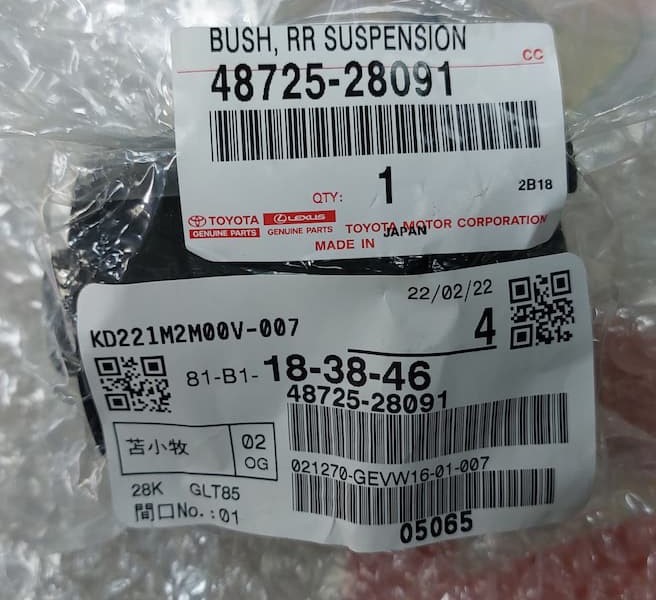 BUSH, RR SUSPENSION
CC
48725-28091
QTY: 1
2B18
TOYOTA LEXUS
GENUINE PARTS GENUINE PARTS TOYOTA MOTOR CORPORATION
MADE IN JAPAN
22/02/22
KD221M2M00V-007
4
81-B1-18-38-46
48725-28091
苫小牧 02
OG
021270-GEVW16-01-007
28K GLT85
間口No.:01
05065